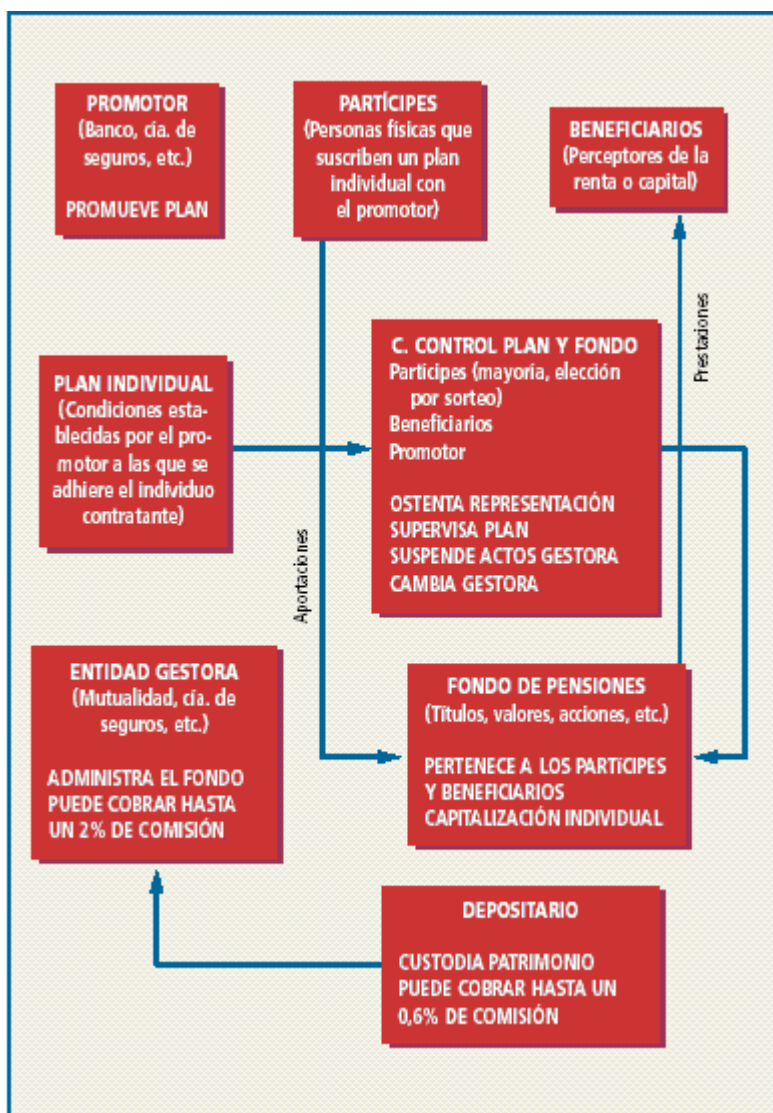 PROMOTOR
(Banco, cía. de
seguros, etc.)
PROMUEVE PLAN
PARTÍCIPES
(Personas físicas que
suscriben un plan
individual con
el promotor)
BENEFICIARIOS
(Perceptores de la
renta o capital)
Prestaciones
PLAN INDIVIDUAL
(Condiciones esta-
blecidas por el pro-
motor a las que se
adhiere el individuo
contratante)
C. CONTROL PLAN Y FONDO
Partícipes (mayoría, elección
por sorteo)
Beneficiarios
Promotor
OSTENTA REPRESENTACIÓN
SUPERVISA PLAN
SUSPENDE ACTOS GESTORA
CAMBIA GESTORA
Aportaciones
ENTIDAD GESTORA
(Mutualidad, cía. de
seguros, etc.)
ADMINISTRA EL FONDO
PUEDE COBRAR HASTA
UN 2% DE COMISIÓN
FONDO DE PENSIONES
(Títulos, valores, acciones, etc.)
PERTENECE A LOS PARTíCIPES
Y BENEFICIARIOS
CAPITALIZACIÓN INDIVIDUAL
DEPOSITARIO
CUSTODIA PATRIMONIO
PUEDE COBRAR HASTA UN
0,6% DE COMISIÓN